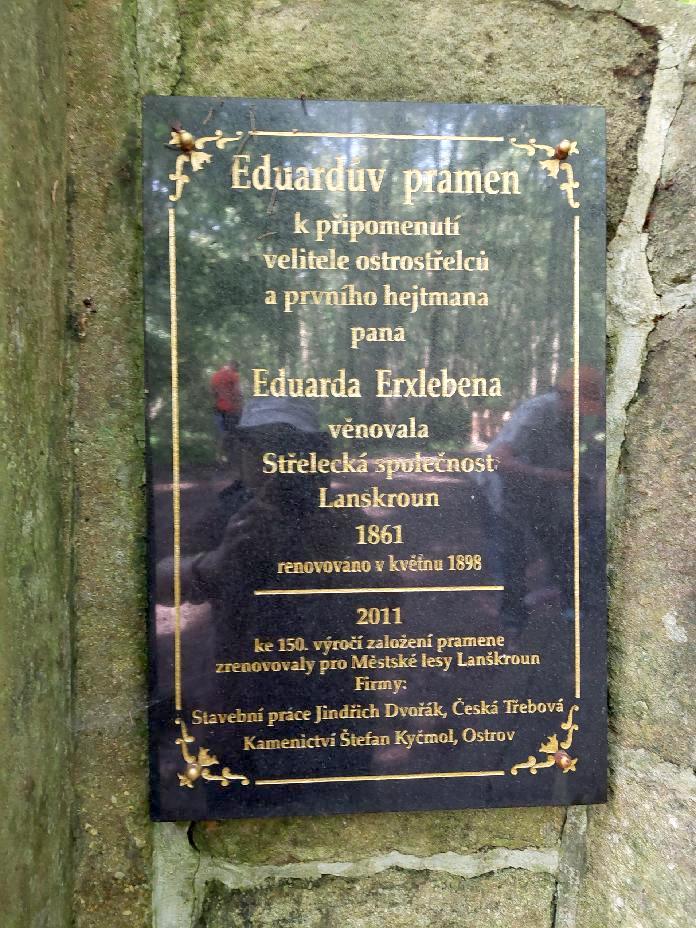 Eduardův pramen
k připomenutí
velitele ostrostřelců
a prvního hejtmana
pana
Eduarda Erxlebena
věnovala
Střelecká společnost
Lanskroun
1861
renovováno v květnu 1898
2011
ke 150. výročí založení pramene
zrenovovaly pro Městské lesy Lanškroun
Firmy:
Stavební práce Jindřich Dvořák, Česká Třebová
Kamenictví Štefan Kyčmol, Ostrov